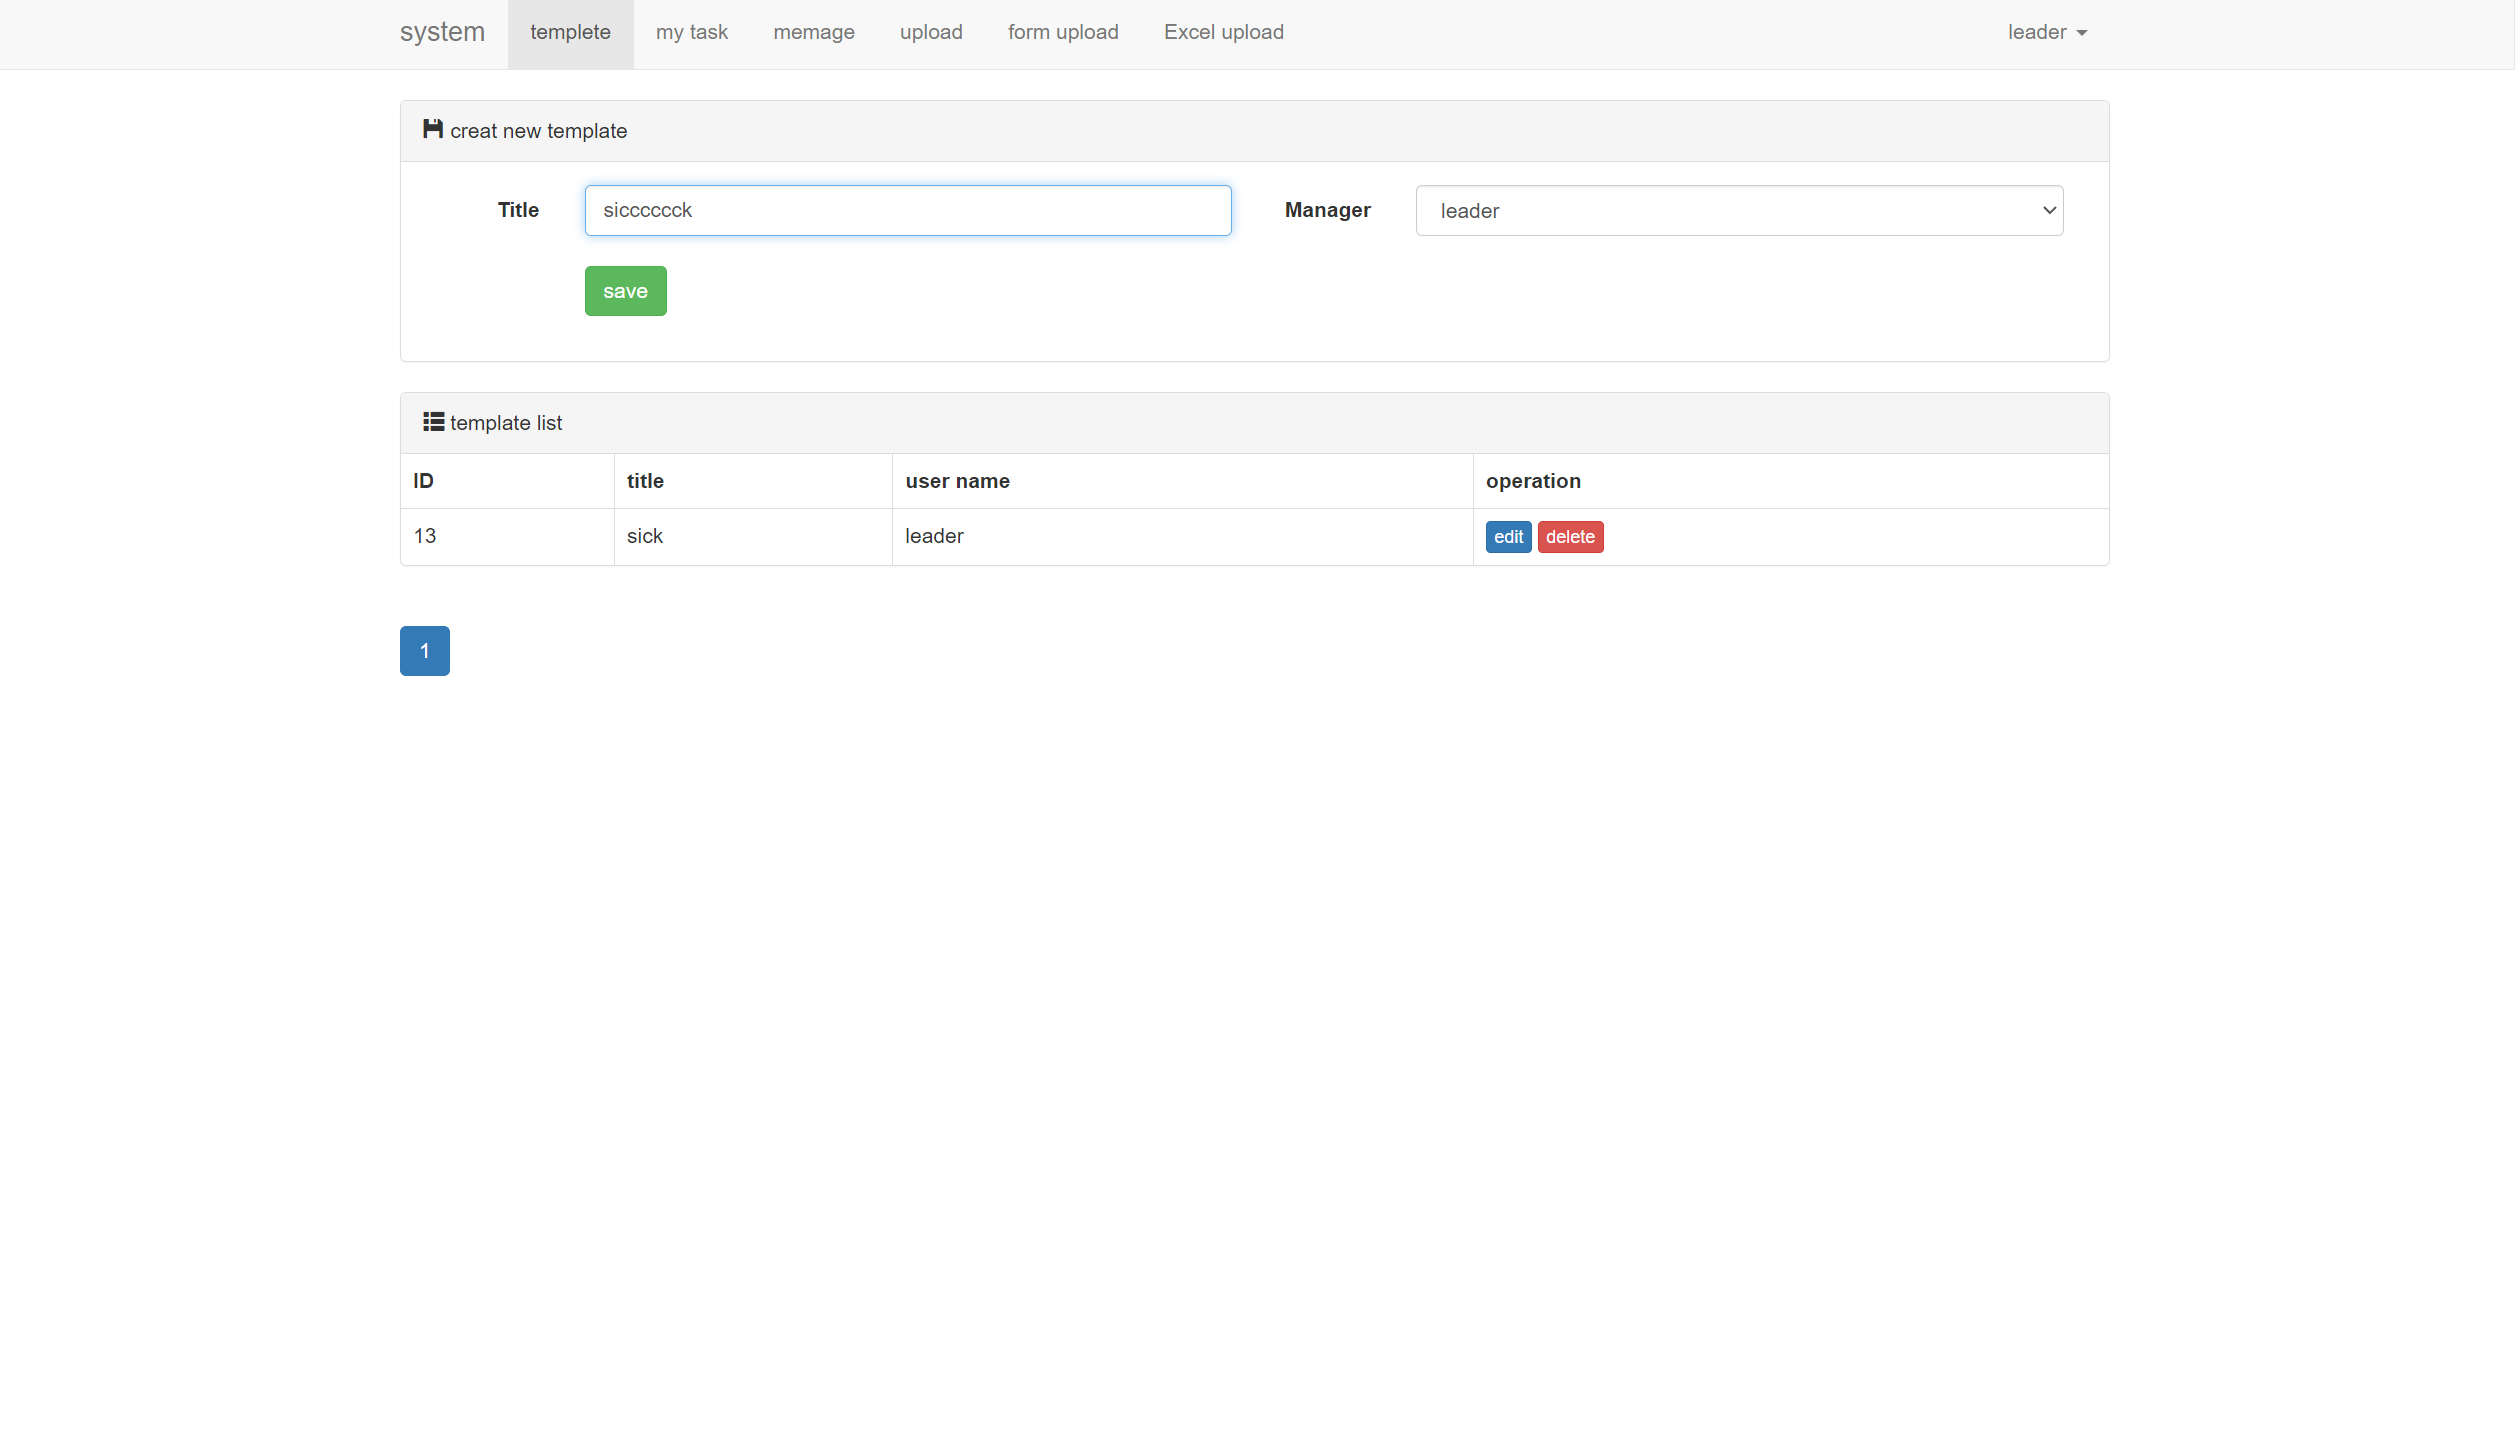 system templete my task memage upload form upload Excel upload leader
creat new template
Title sicccccck Manager leader
save
template list
ID title user name operation
13 sick leader edit delete
1